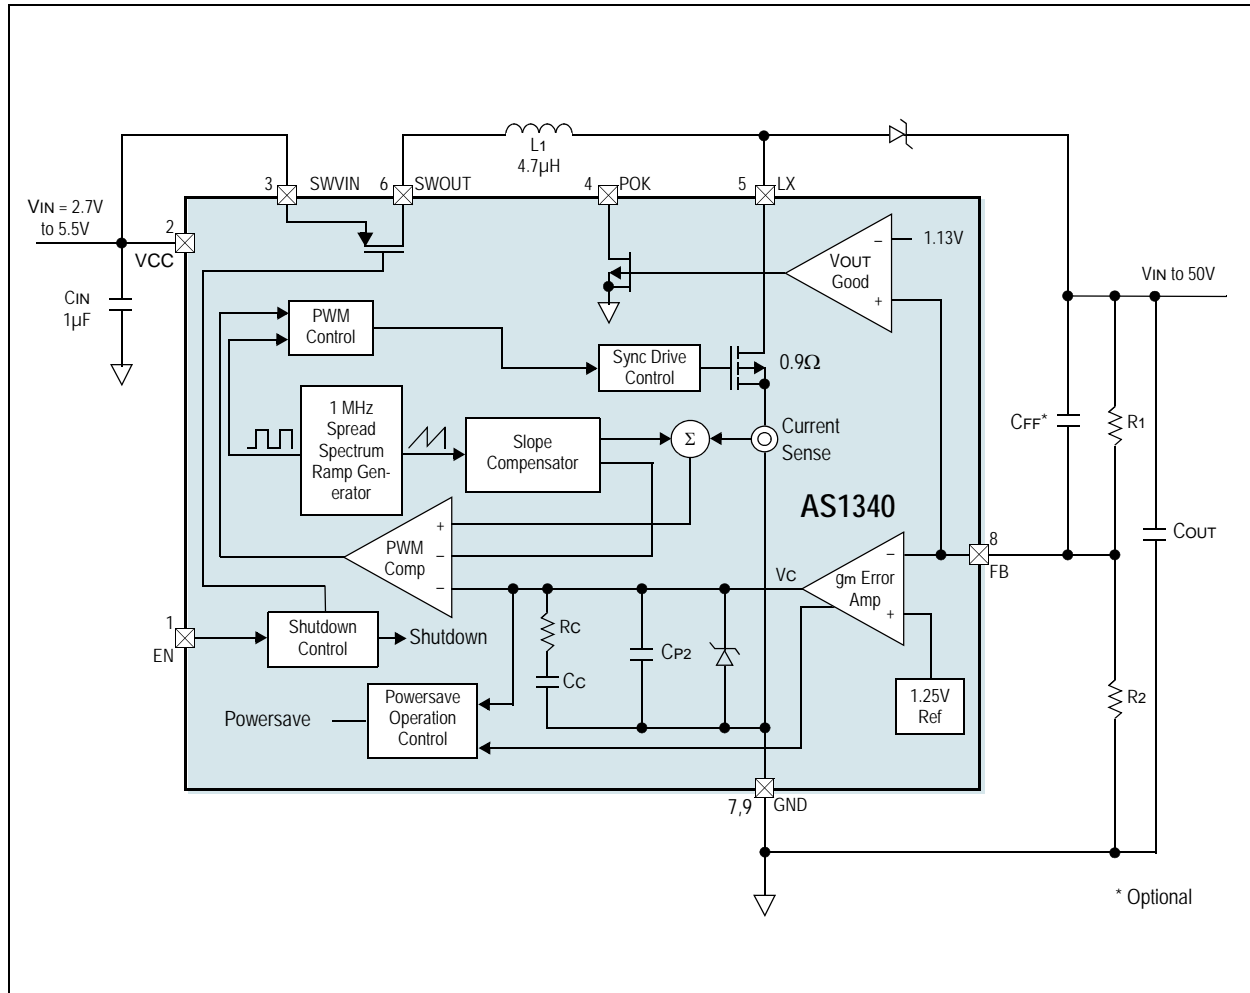 L1
4.7µH
3
SWVIN
6
SWOUT
4
POK
5
LX
VIN = 2.7V
to 5.5V
2
VCC
1.13V
VOUT
Good
−
+
VIN to 50V
CIN
1µF
PWM
Control
Sync Drive
Control
0.9Ω
1 MHz
Spread
Spectrum
Ramp Gen-
erator
Slope
Compensator
Σ
Current
Sense
CFF*
R1
AS1340
COUT
PWM
Comp
+
−
−
VC
gm Error
Amp
−
+
8
FB
1
EN
Shutdown
Control
Shutdown
RC
CC
CP2
1.25V
Ref
R2
Powersave
Powersave
Operation
Control
7,9
GND
* Optional